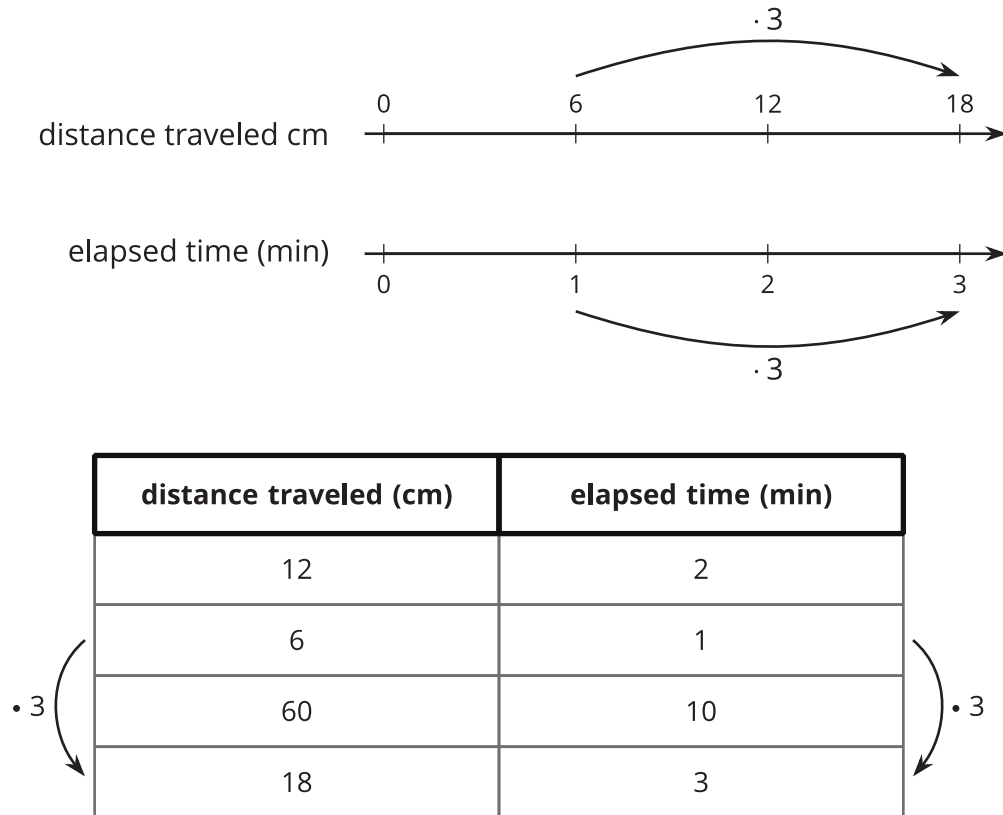 · 3
0 6 12 18
distance traveled cm
elapsed time (min)
0 1 2 3
· 3
distance traveled (cm) elapsed time (min)
12 2
6 1
• 3 60 10 • 3
18 3